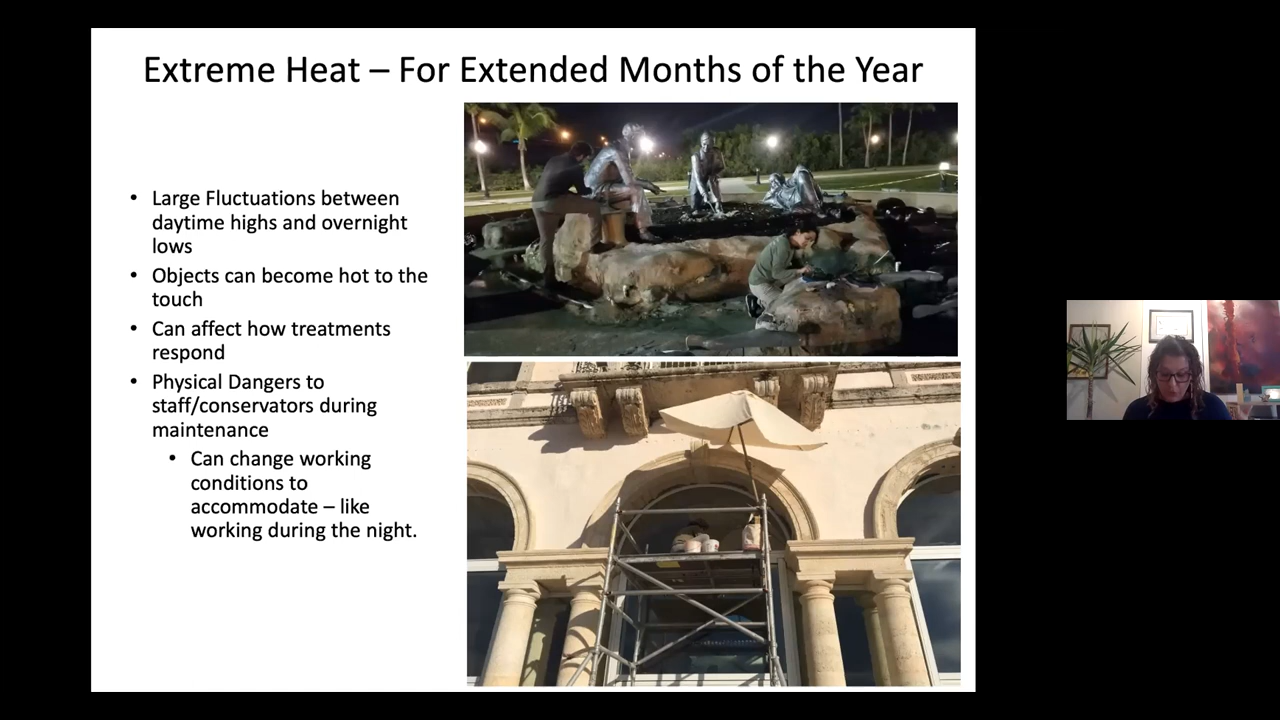 Extreme Heat – For Extended Months of the Year
• Large Fluctuations between
daytime highs and overnight
lows
• Objects can become hot to the
touch
• Can affect how treatments
respond
• Physical Dangers to
staff/conservators during
maintenance
• Can change working
conditions to
accommodate – like
working during the night.